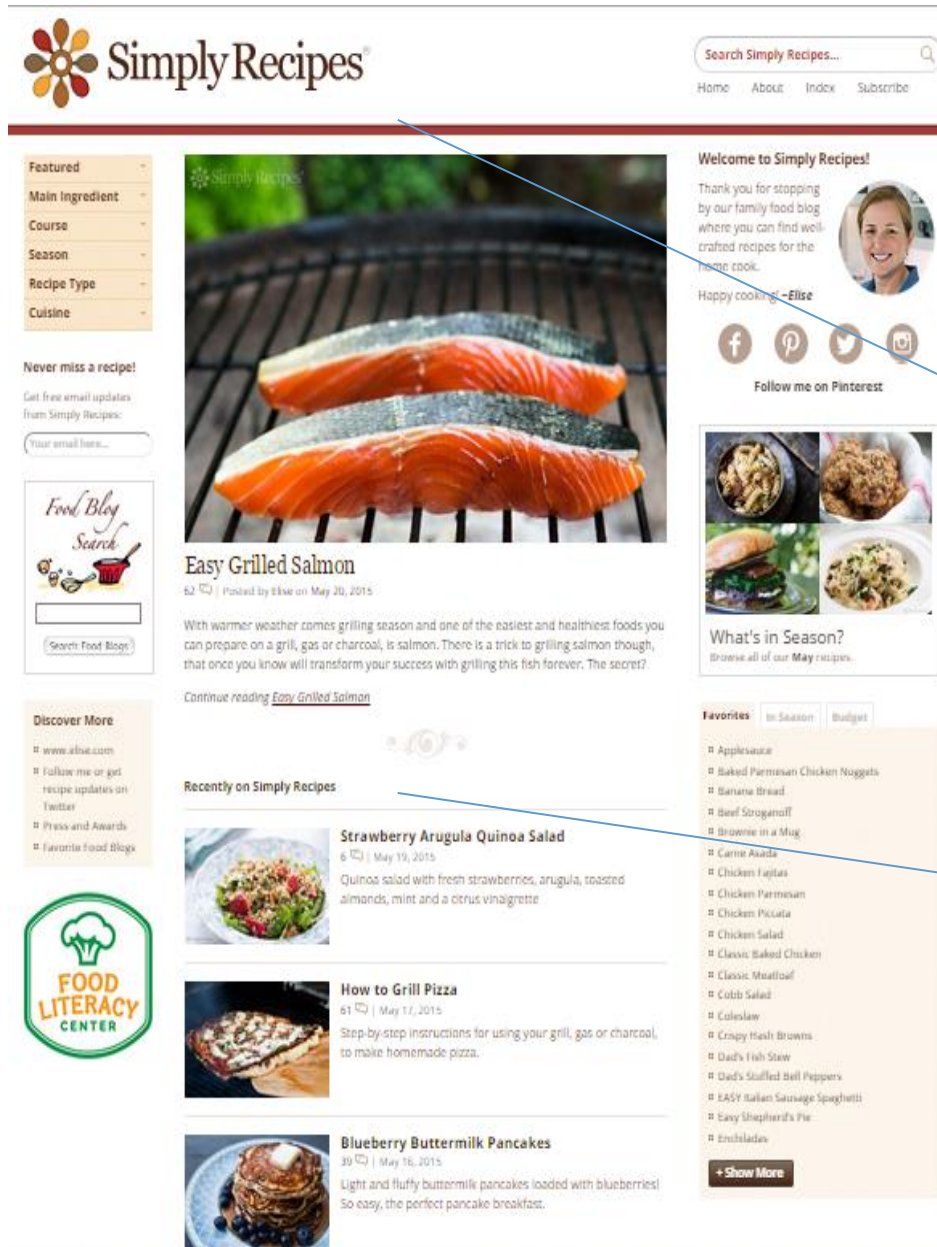 Simply Recipes®
Search Simply Recipes...
Home About Index Subscribe
Featured
Main Ingredient
Course
Season
Recipe Type
Cuisine
Never miss a recipe!
Get free email updates
from Simply Recipes:
Your email here...
Food Blog
Search
Search Food Blogs
Discover More
www.elise.com
Follow me or get
recipe updates on
Twitter
Press and Awards
Favorite Food Blogs
FOOD
LITERACY
CENTER
Simply Recipes
Easy Grilled Salmon
62 | Posted by Elise on May 20, 2015
With warmer weather comes grilling season and one of the easiest and healthiest foods you
can prepare on a grill, gas or charcoal, is salmon. There is a trick to grilling salmon though,
that once you know will transform your success with grilling this fish forever. The secret?
Continue reading Easy Grilled Salmon
Recently on Simply Recipes
Strawberry Arugula Quinoa Salad
6 | May 19, 2015
Quinoa salad with fresh strawberries, arugula, toasted
almonds, mint and a citrus vinaigrette
How to Grill Pizza
61 | May 17, 2015
Step-by-step instructions for using your grill, gas or charcoal,
to make homemade pizza.
Blueberry Buttermilk Pancakes
39 | May 16, 2015
Light and fluffy buttermilk pancakes loaded with blueberries!
So easy, the perfect pancake breakfast.
Welcome to Simply Recipes!
Thank you for stopping
by our family food blog
where you can find well-
crafted recipes for the
home cook.
Happy cooking! ~Elise
Follow me on Pinterest
What's in Season?
Browse all of our May recipes.
Favorites In Season Budget
Applesauce
Baked Parmesan Chicken Nuggets
Banana Bread
Beef Stroganoff
Brownie in a Mug
Carne Asada
Chicken Fajitas
Chicken Parmesan
Chicken Piccata
Chicken Salad
Classic Baked Chicken
Classic Meatloaf
Cobb Salad
Coleslaw
Crispy Hash Browns
Dad's Fish Stew
Dad's Stuffed Bell Peppers
EASY Italian Sausage Spaghetti
Easy Shepherd's Pie
Enchiladas
+ Show More